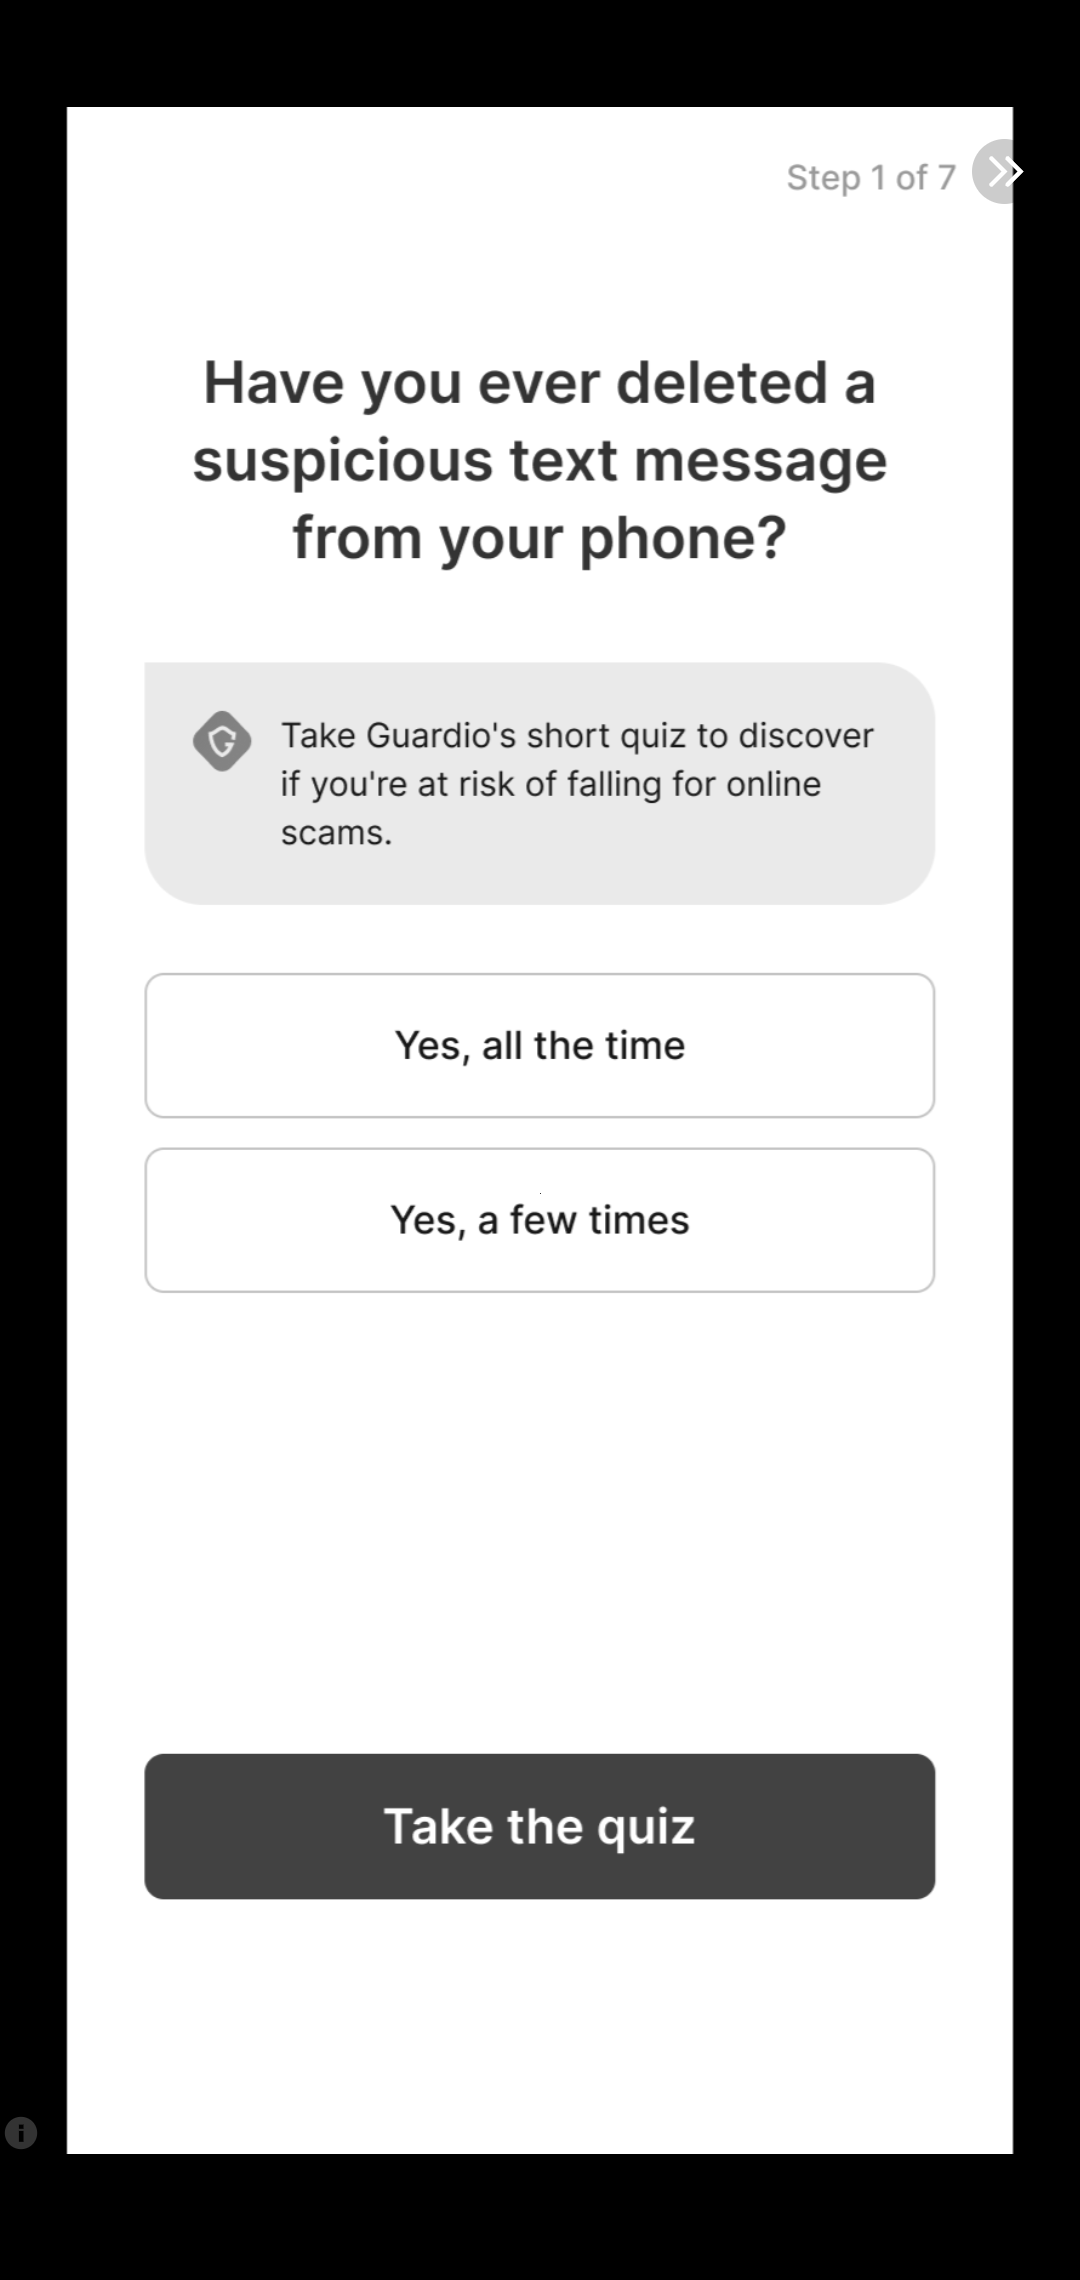 Step 1 of 7
Have you ever deleted a
suspicious text message
from your phone?
Take Guardio's short quiz to discover
if you're at risk of falling for online
scams.
Yes, all the time
Yes, a few times
Take the quiz